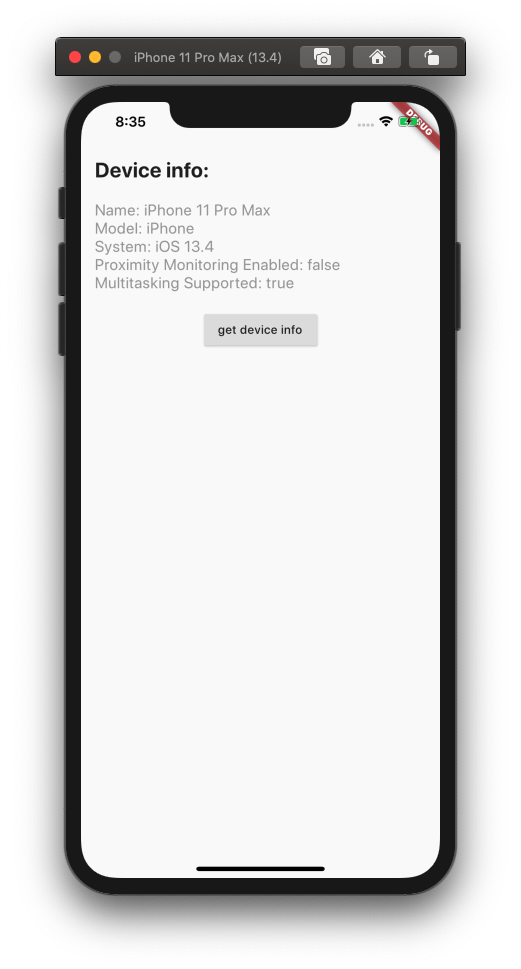 iPhone 11 Pro Max (13.4)
8:35
DEBUG
Device info:
Name: iPhone 11 Pro Max
Model: iPhone
System: iOS 13.4
Proximity Monitoring Enabled: false
Multitasking Supported: true
get device info